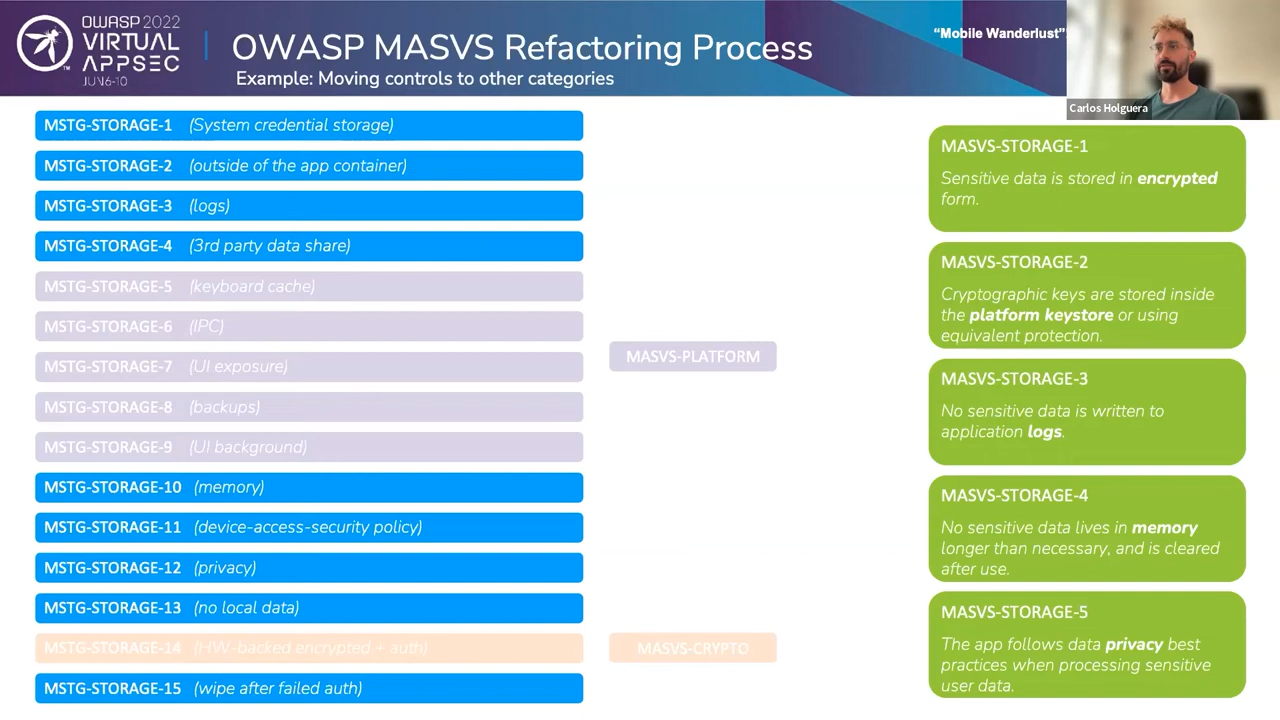 OWASP 2022
VIRTUAL
APPSEC
JUN6-10
OWASP MASVS Refactoring Process
Example: Moving controls to other categories
“Mobile Wanderlust”
Carlos Holguera
MSTG-STORAGE-1 (System credential storage)
MSTG-STORAGE-2 (outside of the app container)
MSTG-STORAGE-3 (logs)
MSTG-STORAGE-4 (3rd party data share)
MSTG-STORAGE-5 (keyboard cache)
MSTG-STORAGE-6 (IPC)
MSTG-STORAGE-7 (UI exposure)
MSTG-STORAGE-8 (backups)
MSTG-STORAGE-9 (UI background)
MSTG-STORAGE-10 (memory)
MSTG-STORAGE-11 (device-access-security policy)
MSTG-STORAGE-12 (privacy)
MSTG-STORAGE-13 (no local data)
MSTG-STORAGE-14 (HW-backed encrypted + auth)
MSTG-STORAGE-15 (wipe after failed auth)
MASVS-PLATFORM
MASVS-CRYPTO
MASVS-STORAGE-1
Sensitive data is stored in encrypted
form.
MASVS-STORAGE-2
Cryptographic keys are stored inside
the platform keystore or using
equivalent protection.
MASVS-STORAGE-3
No sensitive data is written to
application logs.
MASVS-STORAGE-4
No sensitive data lives in memory
longer than necessary, and is cleared
after use.
MASVS-STORAGE-5
The app follows data privacy best
practices when processing sensitive
user data.